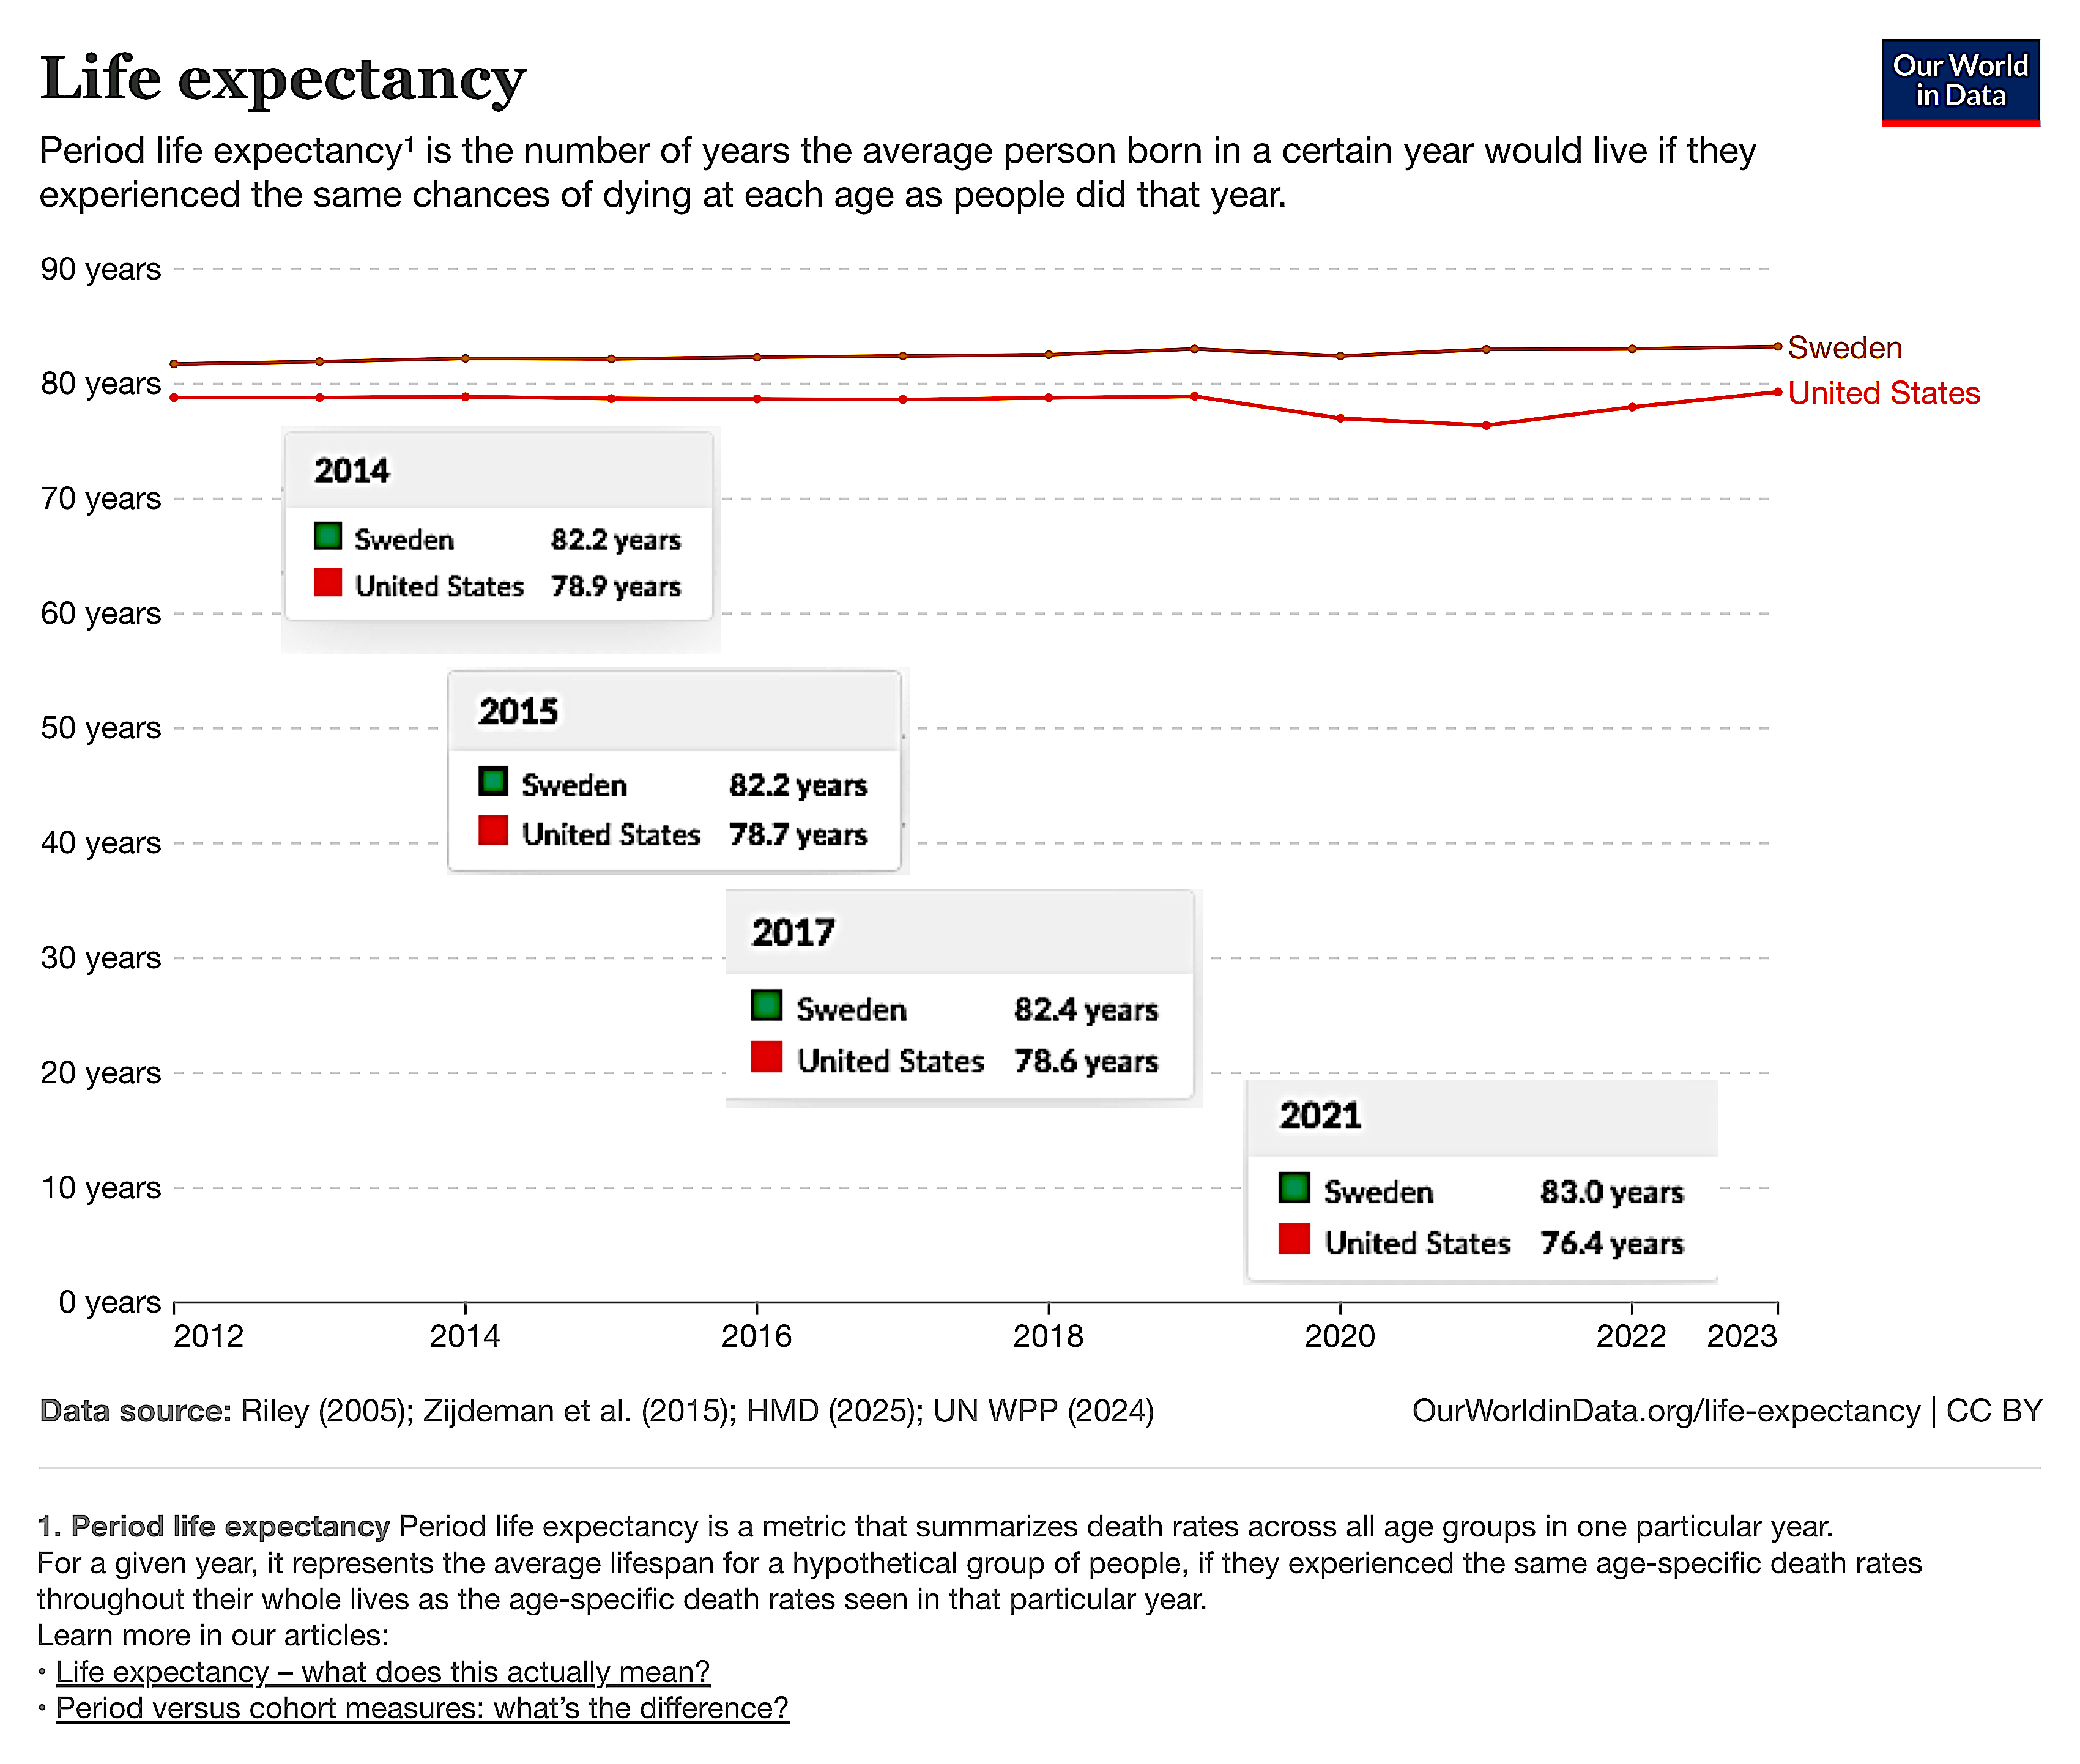 Life expectancy
Our World
in Data
Period life expectancy¹ is the number of years the average person born in a certain year would live if they
experienced the same chances of dying at each age as people did that year.
90 years
80 years
70 years
60 years
50 years
40 years
30 years
20 years
10 years
0 years
Sweden
United States
2014
Sweden 82.2 years
United States 78.9 years
2015
Sweden 82.2 years
United States 78.7 years
2017
Sweden 82.4 years
United States 78.6 years
2021
Sweden 83.0 years
United States 76.4 years
2012 2014 2016 2018 2020 2022 2023
Data source: Riley (2005); Zijdeman et al. (2015); HMD (2025); UN WPP (2024)
OurWorldinData.org/life-expectancy | CC BY
1. Period life expectancy Period life expectancy is a metric that summarizes death rates across all age groups in one particular year.
For a given year, it represents the average lifespan for a hypothetical group of people, if they experienced the same age-specific death rates
throughout their whole lives as the age-specific death rates seen in that particular year.
Learn more in our articles:
• Life expectancy – what does this actually mean?
• Period versus cohort measures: what's the difference?